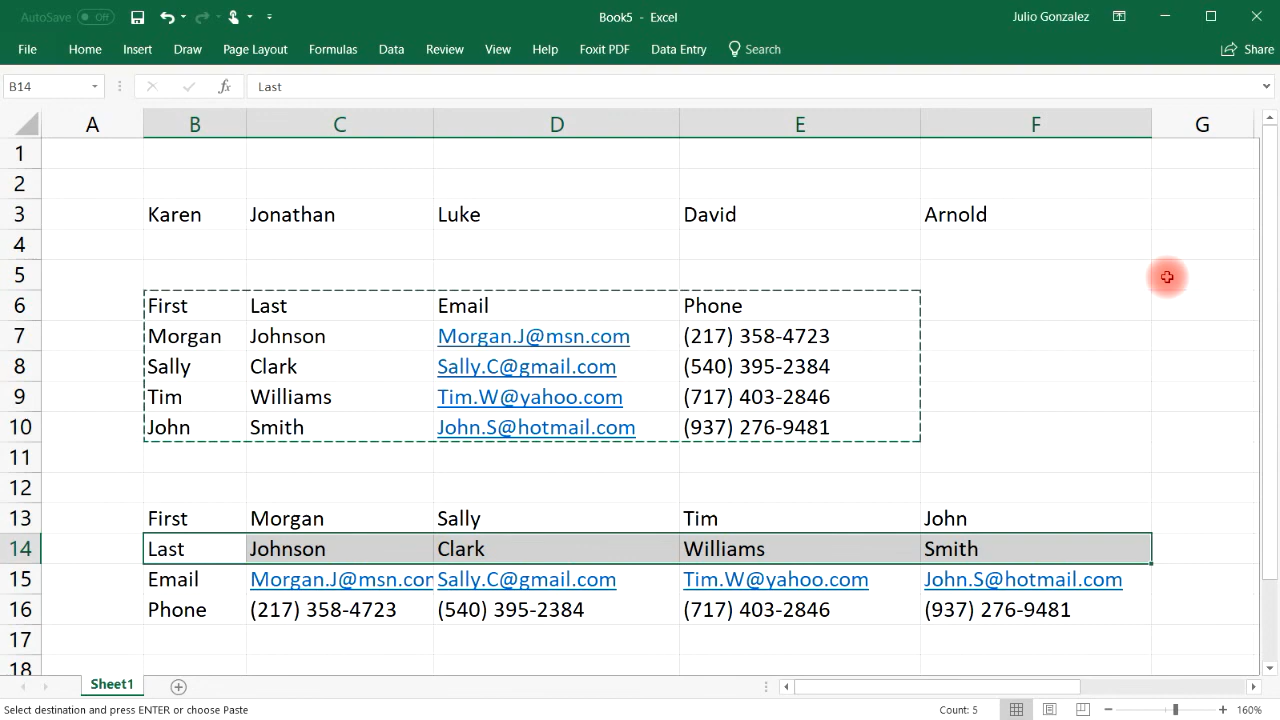 AutoSave Off Book5 - Excel Julio Gonzalez
File Home Insert Draw Page Layout Formulas Data Review View Help Foxit PDF Data Entry Search Share
B14 fx Last
A B C D E F G
1
2
3 Karen Jonathan Luke David Arnold
4
5
6 First Last Email Phone
7 Morgan Johnson Morgan.J@msn.com (217) 358-4723
8 Sally Clark Sally.C@gmail.com (540) 395-2384
9 Tim Williams Tim.W@yahoo.com (717) 403-2846
10 John Smith John.S@hotmail.com (937) 276-9481
11
12
13 First Morgan Sally Tim John
14 Last Johnson Clark Williams Smith
15 Email Morgan.J@msn.con Sally.C@gmail.com Tim.W@yahoo.com John.S@hotmail.com
16 Phone (217) 358-4723 (540) 395-2384 (717) 403-2846 (937) 276-9481
17
18
Sheet1
Select destination and press ENTER or choose Paste Count: 5 160%